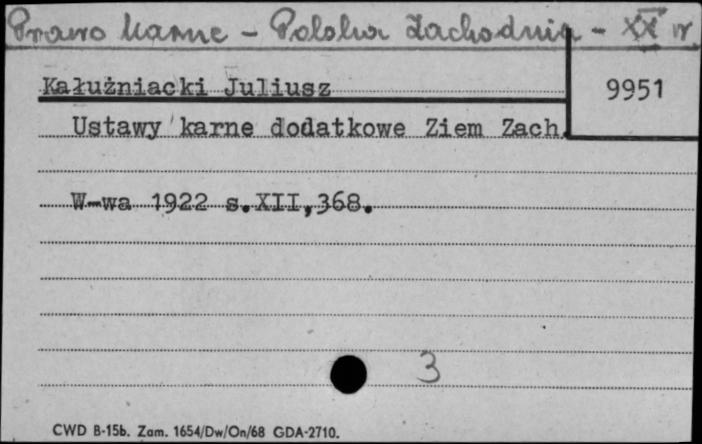 Prawo karne - Polska Zachodnia - XX w.
Kałużniacki Juliusz
9951
Ustawy karne dodatkowe Ziem Zach.
W-wa 1922 s.XII,368.
3
CWD B-15b. Zam. 1654/Dw/On/68 GDA-2710.